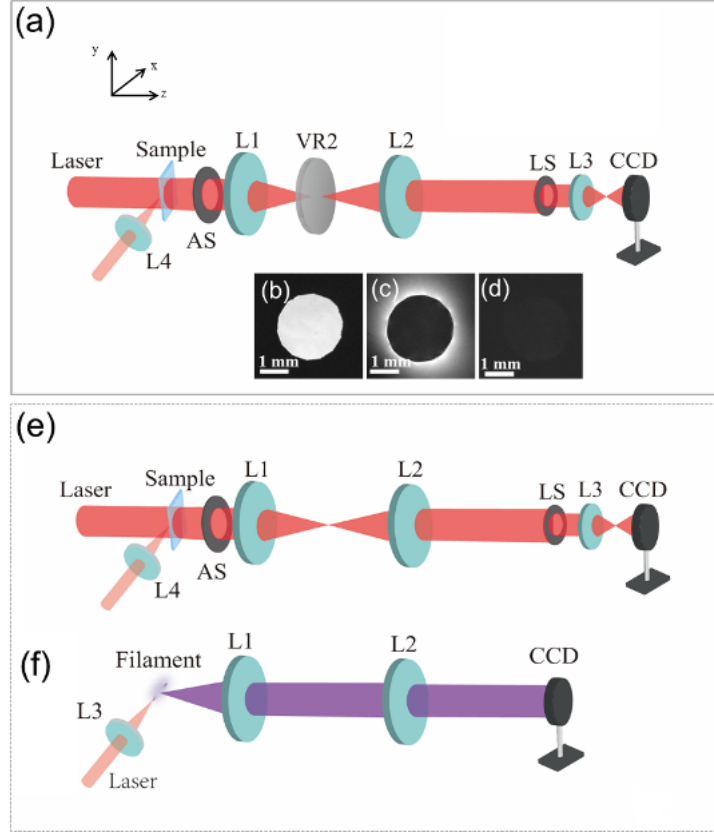 (a)
y
x
z
Laser
Sample
AS
L4
L1
VR2
L2
LS
L3
CCD
(b)
1 mm
(c)
1 mm
(d)
1 mm
(e)
Laser
Sample
AS
L4
L1
L2
LS
L3
CCD
(f)
Filament
L3
Laser
L1
L2
CCD